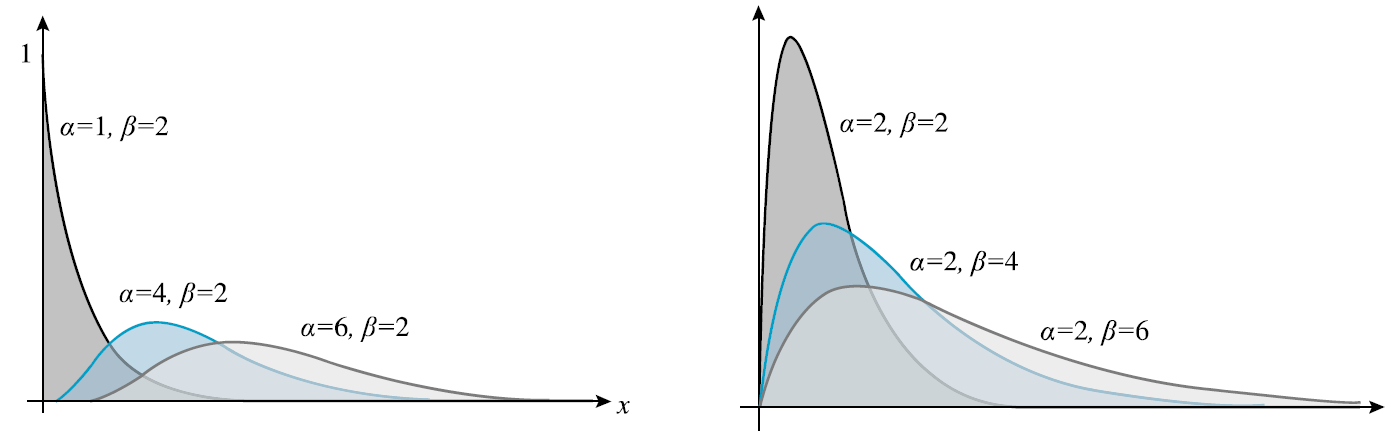 1
α=1, β=2
α=4, β=2
α=6, β=2
x
α=2, β=2
α=2, β=4
α=2, β=6